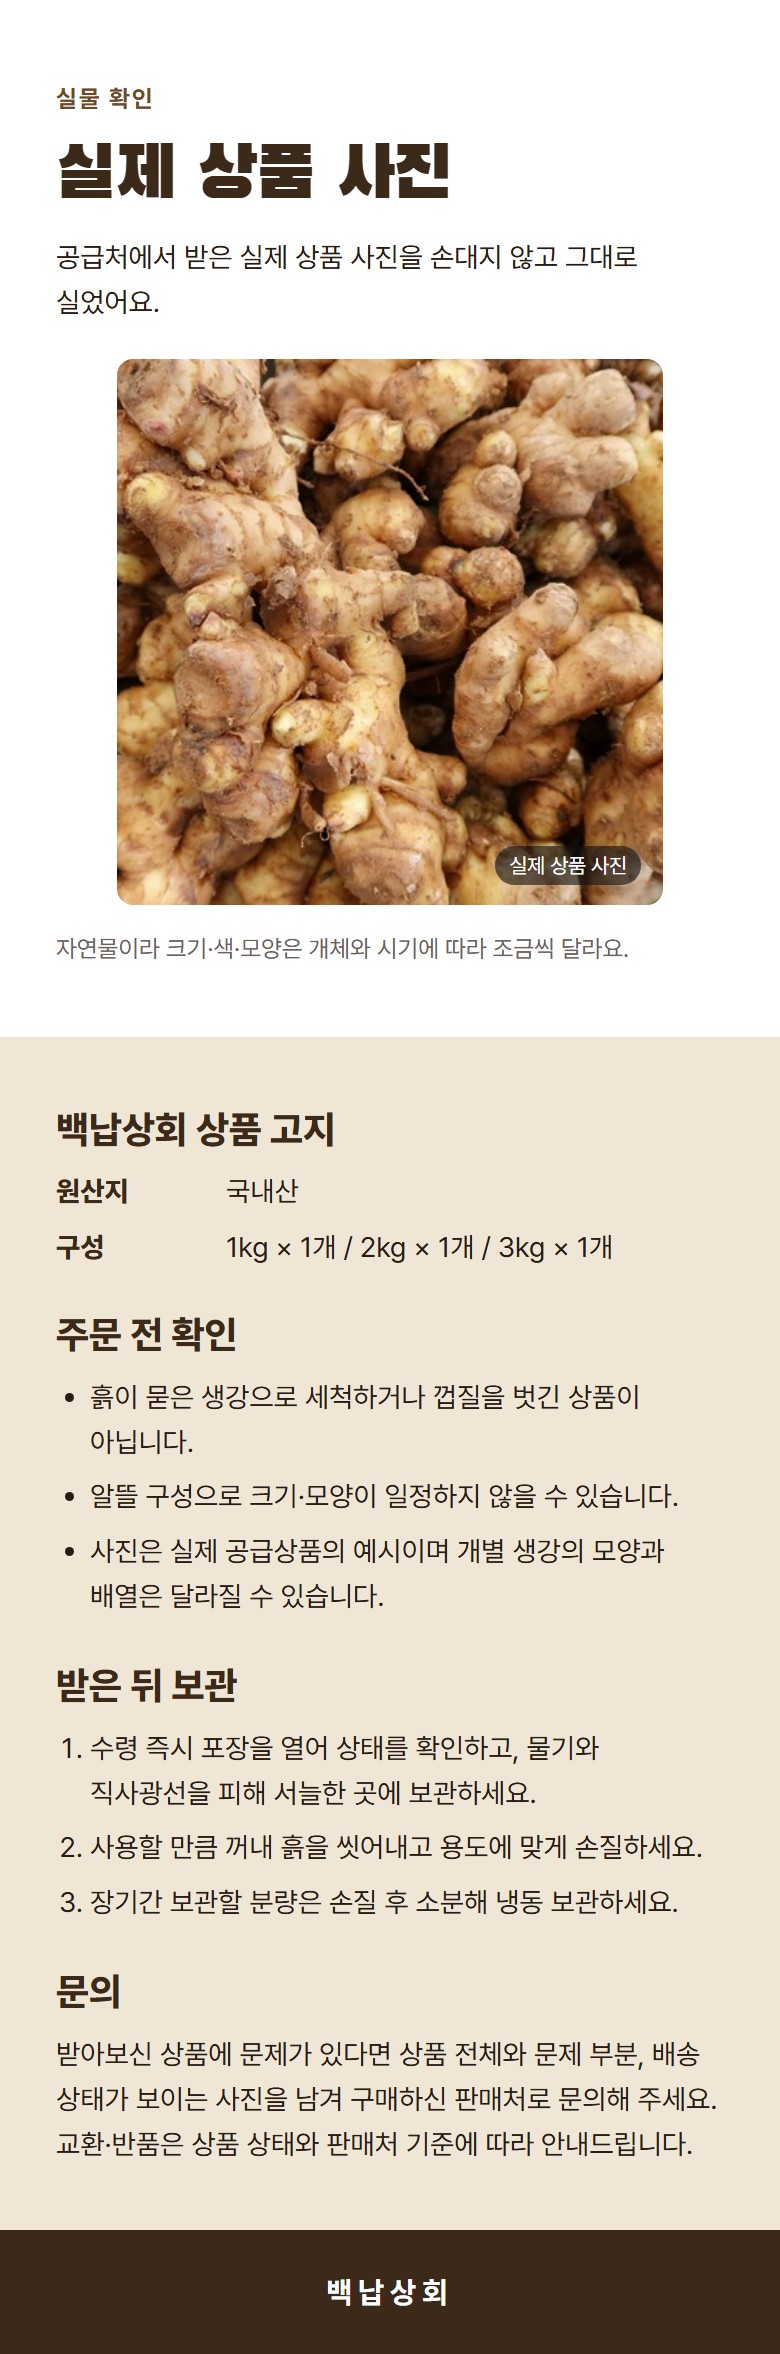 실물 확인
실제 상품 사진
공급처에서 받은 실제 상품 사진을 손대지 않고 그대로
실었어요.
실제 상품 사진
자연물이라 크기·색·모양은 개체와 시기에 따라 조금씩 달라요.
백납상회 상품 고지
원산지 국내산
구성 1kg × 1개 / 2kg × 1개 / 3kg × 1개
주문 전 확인
• 흙이 묻은 생강으로 세척하거나 껍질을 벗긴 상품이
아닙니다.
• 알뜰 구성으로 크기·모양이 일정하지 않을 수 있습니다.
• 사진은 실제 공급상품의 예시이며 개별 생강의 모양과
배열은 달라질 수 있습니다.
받은 뒤 보관
1. 수령 즉시 포장을 열어 상태를 확인하고, 물기와
직사광선을 피해 서늘한 곳에 보관하세요.
2. 사용할 만큼 꺼내 흙을 씻어내고 용도에 맞게 손질하세요.
3. 장기간 보관할 분량은 손질 후 소분해 냉동 보관하세요.
문의
받아보신 상품에 문제가 있다면 상품 전체와 문제 부분, 배송
상태가 보이는 사진을 남겨 구매하신 판매처로 문의해 주세요.
교환·반품은 상품 상태와 판매처 기준에 따라 안내드립니다.
백납상회